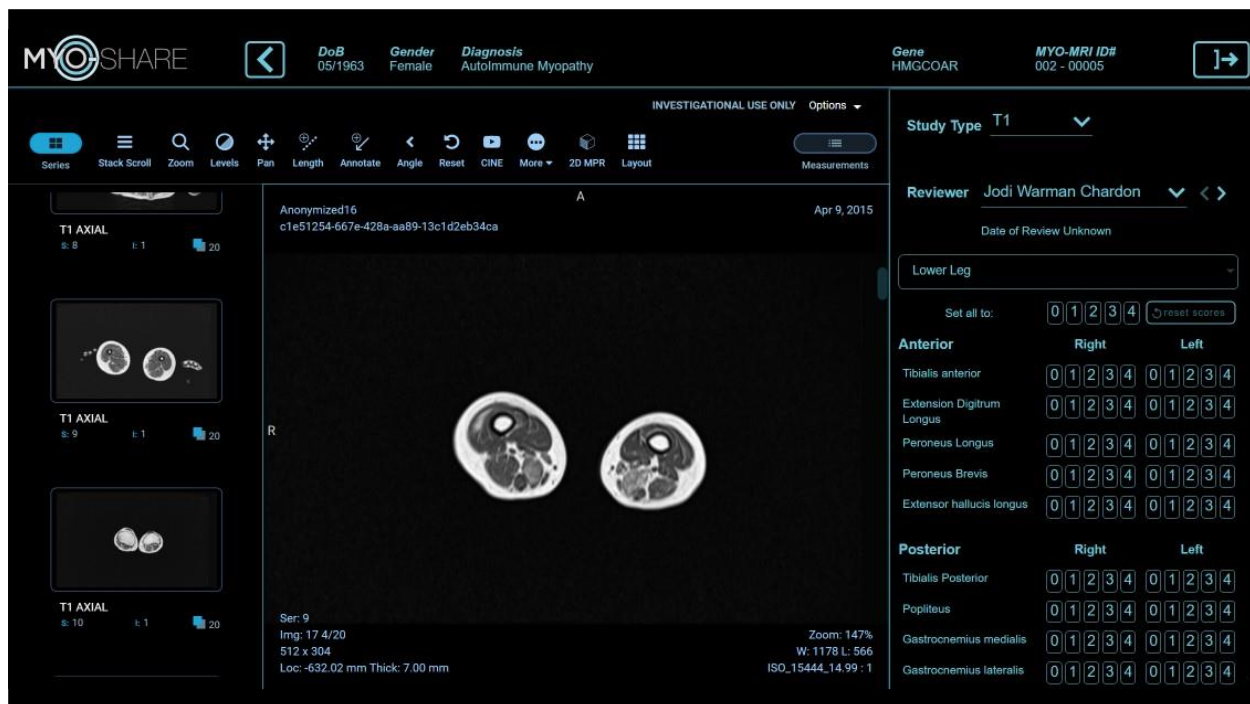 MYO-SHARE
DoB
05/1963
Gender
Female
Diagnosis
AutoImmune Myopathy
Gene
HMGCOAR
MYO-MRI ID#
002 - 00005
INVESTIGATIONAL USE ONLY Options
Series
Stack Scroll
Zoom
Levels
Pan
Length
Annotate
Angle
Reset
CINE
More
2D MPR
Layout
Measurements
T1 AXIAL
S: 8 I: 1 20
T1 AXIAL
S: 9 I: 1 20
T1 AXIAL
S: 10 I: 1 20
Anonymized16
c1e51254-667e-428a-aa89-13c1d2eb34ca
A
Apr 9, 2015
R
Ser: 9
Img: 17 4/20
512 x 304
Loc: -632.02 mm Thick: 7.00 mm
Zoom: 147%
W: 1178 L: 566
ISO_15444_14.99 : 1
Study Type T1
Reviewer Jodi Warman Chardon
Date of Review Unknown
Lower Leg
Set all to: 0 1 2 3 4 reset scores
Anterior Right Left
Tibialis anterior 0 1 2 3 4 0 1 2 3 4
Extension Digitrum
Longus 0 1 2 3 4 0 1 2 3 4
Peroneus Longus 0 1 2 3 4 0 1 2 3 4
Peroneus Brevis 0 1 2 3 4 0 1 2 3 4
Extensor hallucis longus 0 1 2 3 4 0 1 2 3 4
Posterior Right Left
Tibialis Posterior 0 1 2 3 4 0 1 2 3 4
Popliteus 0 1 2 3 4 0 1 2 3 4
Gastrocnemius medialis 0 1 2 3 4 0 1 2 3 4
Gastrocnemius lateralis 0 1 2 3 4 0 1 2 3 4